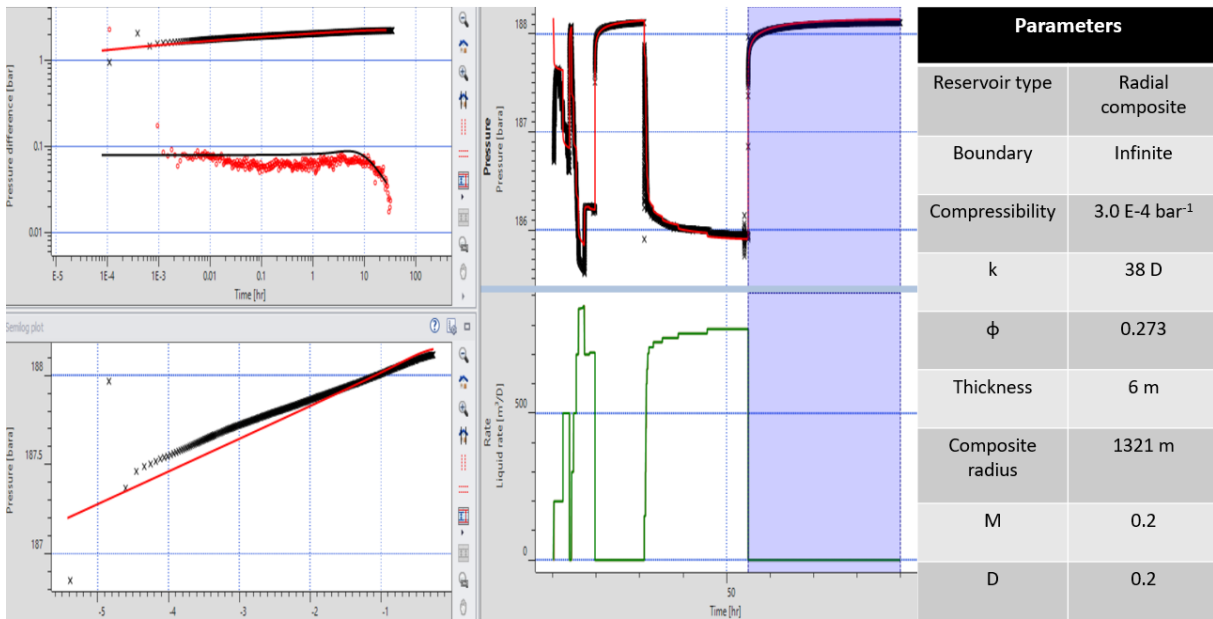 Pressure difference [bar]
1
0.1
0.01
E-5
1E-4
1E-3
0.01
0.1
1
10
100
Time [hr]
Semilog plot
Pressure [bara]
188
187.5
187
-5
-4
-3
-2
-1
Pressure
Pressure [bara]
188
187
186
Rate
Liquid rate [m³/D]
500
0
50
Time [hr]
Parameters
Reservoir type Radial composite
Boundary Infinite
Compressibility 3.0 E-4 bar⁻¹
k 38 D
ϕ 0.273
Thickness 6 m
Composite radius 1321 m
M 0.2
D 0.2